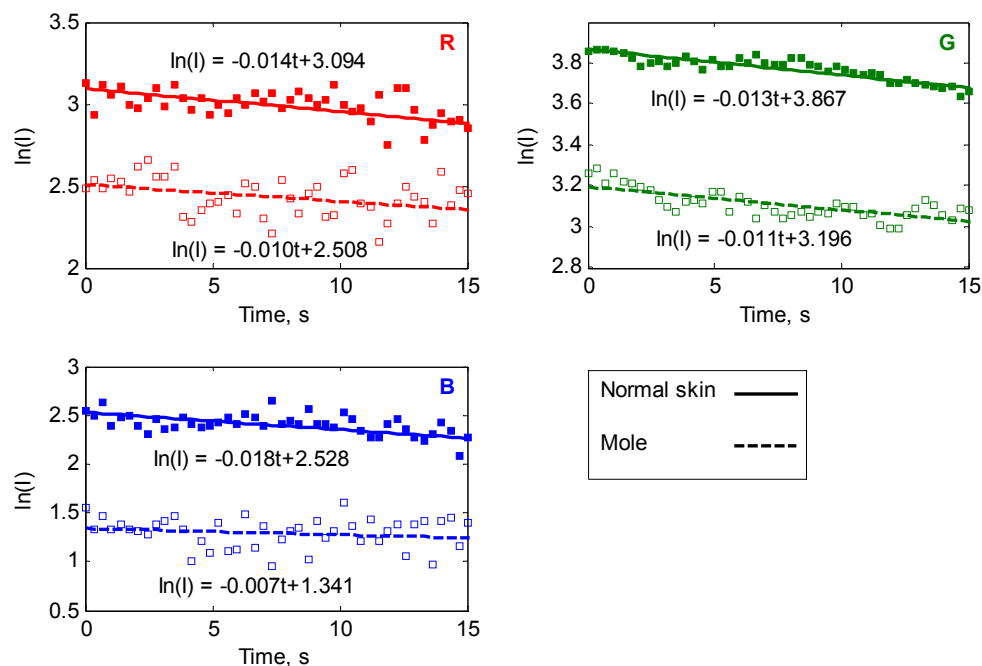 R
ln(I) = -0.014t+3.094
ln(I) = -0.010t+2.508
3.5
3
2.5
2
ln(I)
0 5 10 15
Time, s
G
ln(I) = -0.013t+3.867
ln(I) = -0.011t+3.196
3.8
3.6
3.4
3.2
3
2.8
ln(I)
0 5 10 15
Time, s
B
ln(I) = -0.018t+2.528
ln(I) = -0.007t+1.341
3
2.5
2
1.5
1
0.5
ln(I)
0 5 10 15
Time, s
Normal skin
Mole